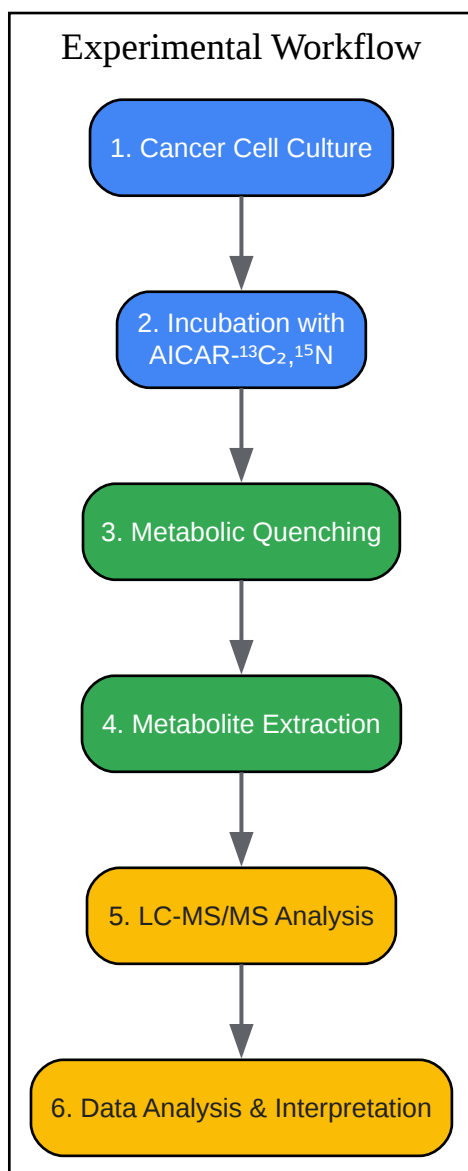 Experimental Workflow
1. Cancer Cell Culture
2. Incubation with
AICAR-¹³C₂,¹⁵N
3. Metabolic Quenching
4. Metabolite Extraction
5. LC-MS/MS Analysis
6. Data Analysis & Interpretation